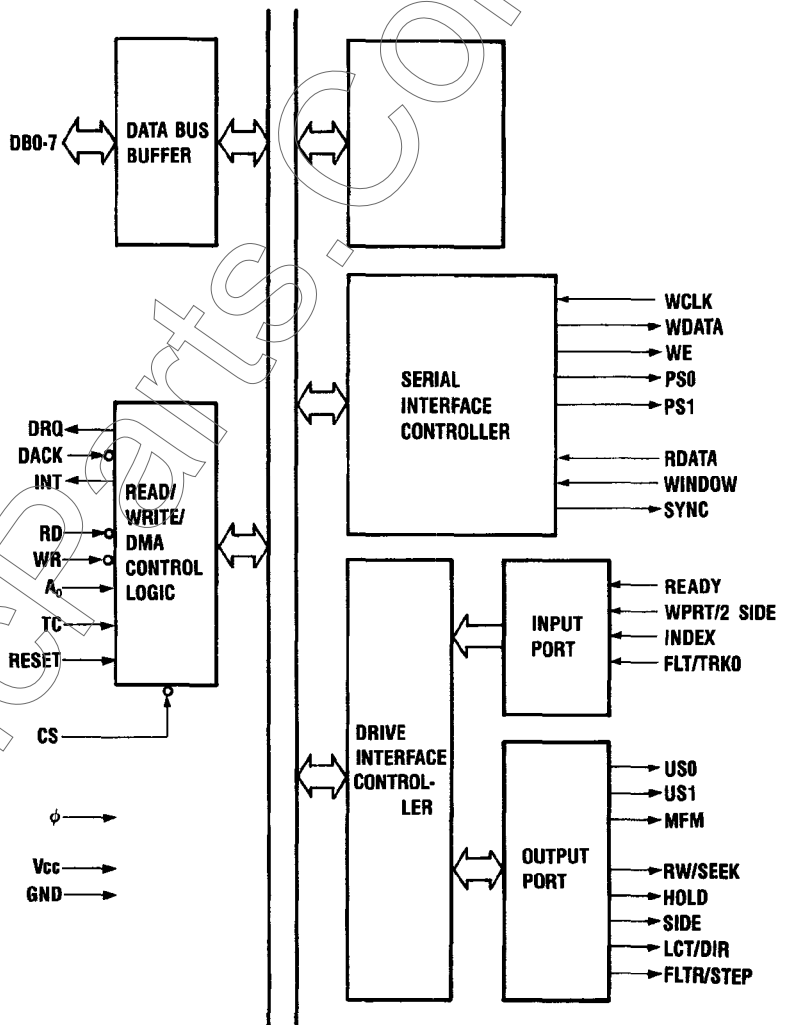 DB0-7
DATA BUS
BUFFER
WCLK
WDATA
WE
PS0
PS1
SERIAL
INTERFACE
CONTROLLER
RDATA
WINDOW
SYNC
DRQ
DACK
INT
RD
WR
A0
TC
RESET
READ/
WRITE/
DMA
CONTROL
LOGIC
CS
READY
WPRT/2 SIDE
INDEX
FLT/TRK0
INPUT
PORT
DRIVE
INTERFACE
CONTROL-
LER
US0
US1
MFM
OUTPUT
PORT
RW/SEEK
HOLD
SIDE
LCT/DIR
FLTR/STEP
ϕ
Vcc
GND